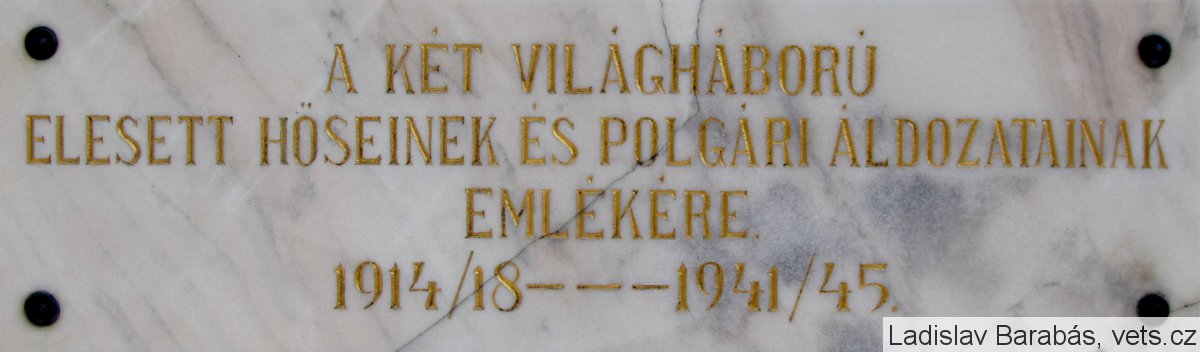 A KÉT VILÁGHÁBORÚ
ELESETT HŐSEINEK ÉS POLGÁRI ÁLDOZATAINAK
EMLÉKÉRE.
1914/18---1941/45.
Ladislav Barabás, vets.cz